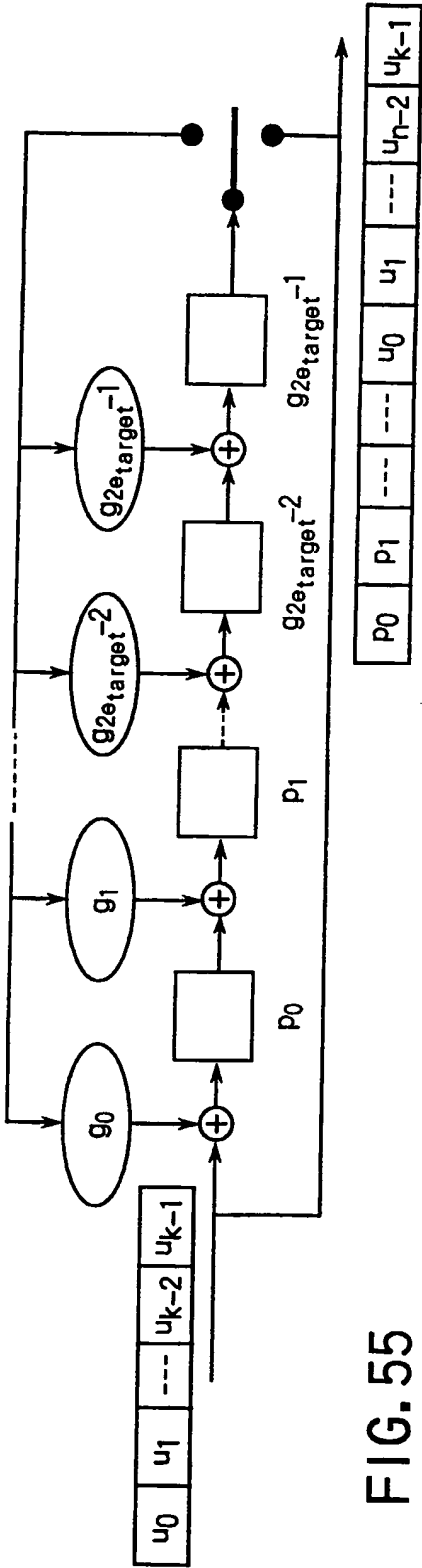 u₀ u₁ ---- uₖ₋₂ uₖ₋₁
g₀ g₁ g₂ₑtarget⁻² g₂ₑtarget⁻¹
p₀ p₁ g₂ₑtarget⁻² g₂ₑtarget⁻¹
p₀ p₁ ---- ---- u₀ u₁ ---- uₙ₋₂ uₖ₋₁
FIG. 55